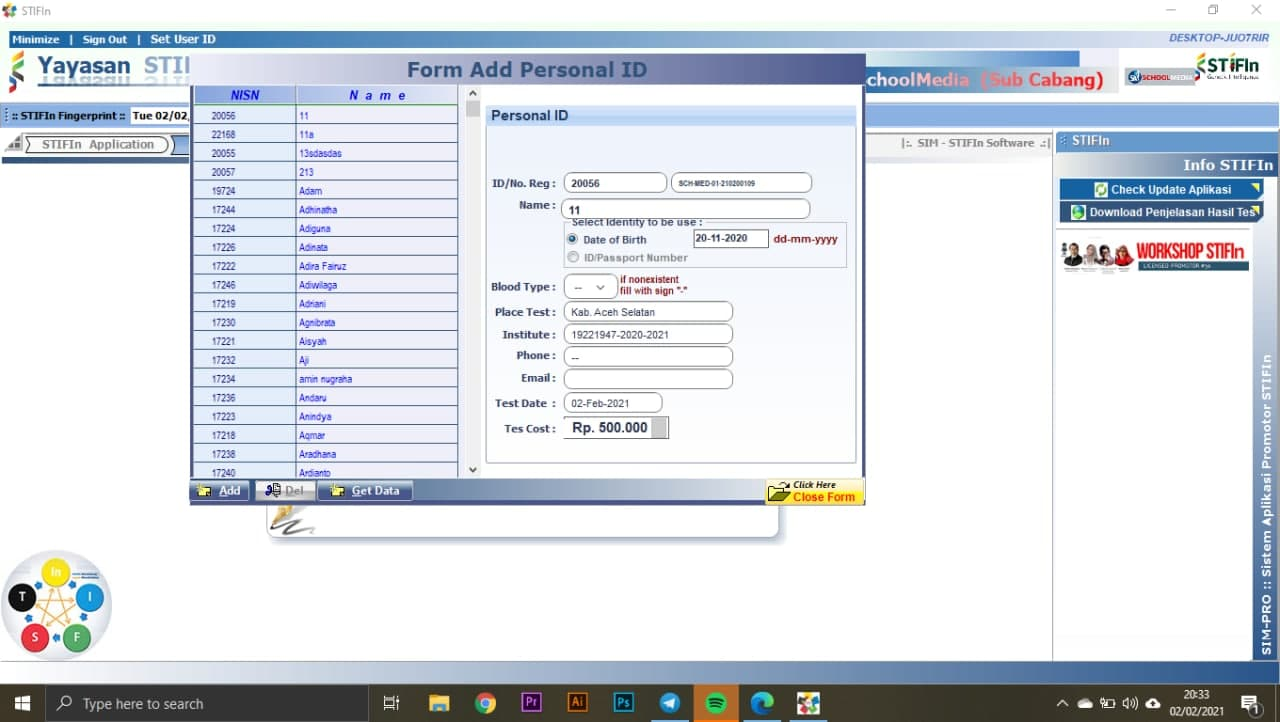 STIFIn
Minimize | Sign Out | Set User ID
DESKTOP-JUO7RIR
Yayasan STI
Form Add Personal ID
choolMedia (Sub Cabang)
SCHOOLMEDIA
STIFIn
:: STIFIn Fingerprint :: Tue 02/02,
STIFIn Application
|:. SIM - STIFIn Software .:|
STIFIn
Info STIFIn
Check Update Aplikasi
Download Penjelasan Hasil Tes
WORKSHOP STIFIn
LICENSED PROMOTOR
SIM-PRO :: Sistem Aplikasi Promotor STIFIn
NISN N a m e
20056 11
22168 11a
20055 13sdasdas
20057 213
19724 Adam
17244 Adhinatha
17224 Adiguna
17226 Adinata
17222 Adira Fairuz
17246 Adiwilaga
17219 Adriani
17230 Agnibrata
17221 Aisyah
17232 Aji
17234 amin nugraha
17236 Andaru
17223 Anindya
17218 Aqmar
17238 Aradhana
17240 Ardianto
Personal ID
ID/No. Reg : 20056 SCH-MED-01-210200109
Name : 11
Select Identity to be use :
Date of Birth 20-11-2020 dd-mm-yyyy
ID/Passport Number
Blood Type : -- if nonexistent
fill with sign "-"
Place Test : Kab. Aceh Selatan
Institute : 19221947-2020-2021
Phone : --
Email :
Test Date : 02-Feb-2021
Tes Cost : Rp. 500.000
Add Del Get Data
Click Here
Close Form
In
T I
S F
Type here to search
Pr Ai Ps
20:33
02/02/2021
1